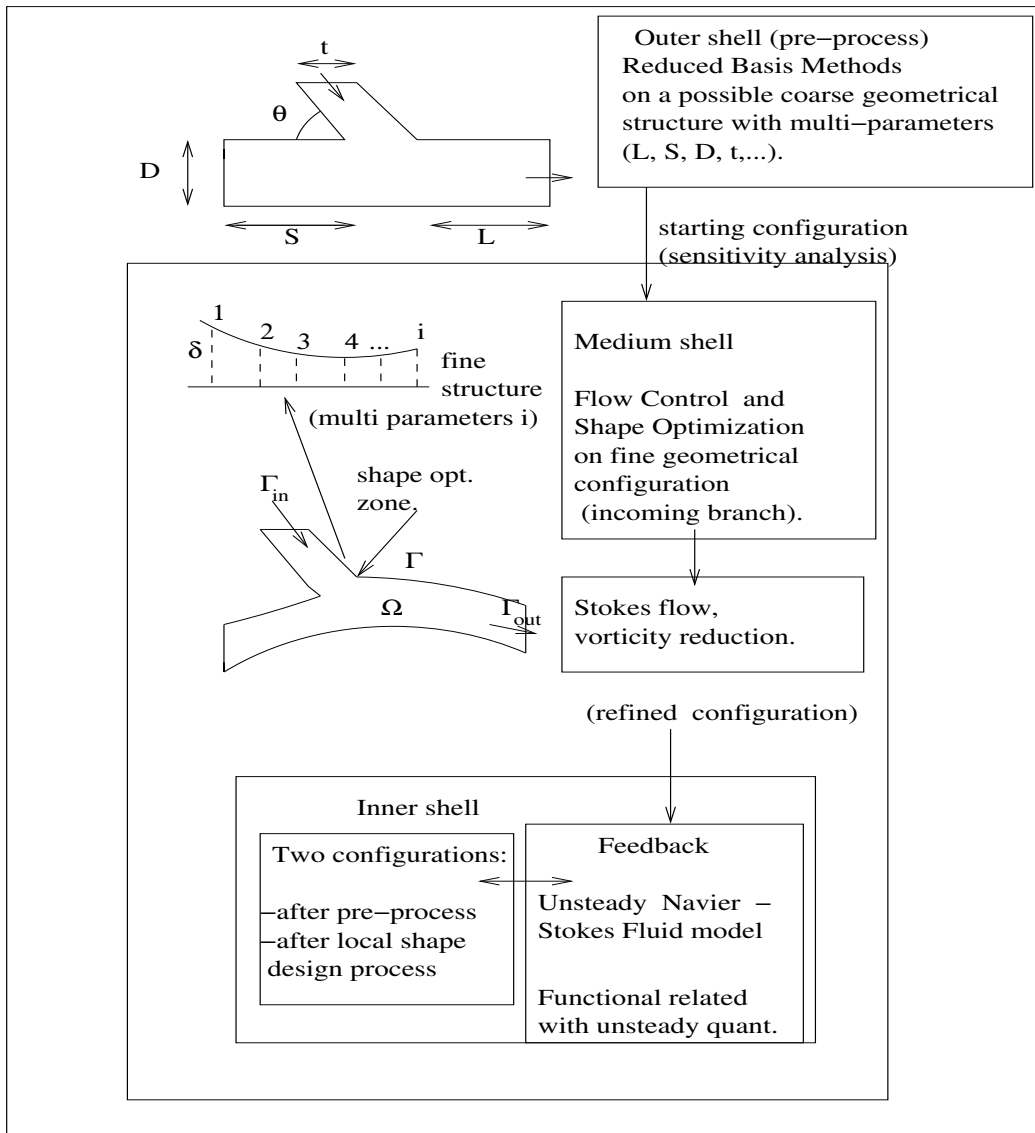 t
θ
D
S
L
Outer shell (pre−process)
Reduced Basis Methods
on a possible coarse geometrical
structure with multi−parameters
(L, S, D, t,...).
starting configuration
(sensitivity analysis)
1
2
3
4
...
i
δ
fine
structure
(multi parameters i)
Medium shell
Flow Control and
Shape Optimization
on fine geometrical
configuration
(incoming branch).
shape opt.
zone,
Γin
Γ
Ω
Γout
Stokes flow,
vorticity reduction.
(refined configuration)
Inner shell
Two configurations:
−after pre−process
−after local shape
design process
Feedback
Unsteady Navier −
Stokes Fluid model
Functional related
with unsteady quant.